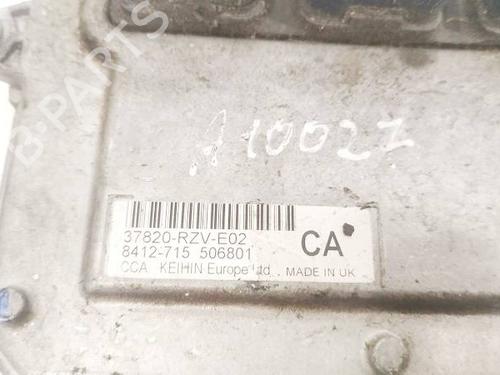 B-PARTS
A10027
37820-RZV-E02
8412-715 506801
CA
CCA KEIHIN Europe Ltd. MADE IN UK